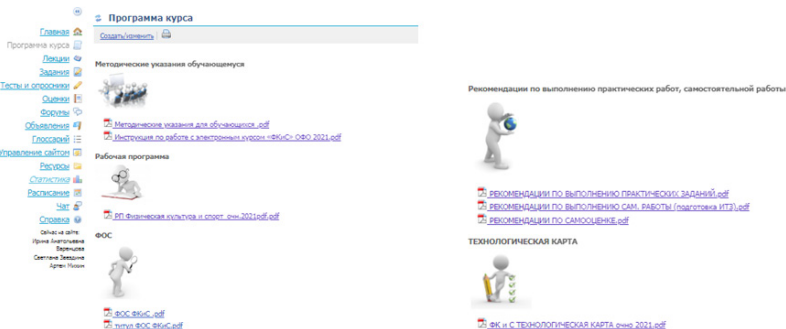 Главная
Программа курса
Лекции
Задания
Тесты и опросники
Оценки
Форумы
Объявления
Глоссарий
Управление сайтом
Ресурсы
Статистика
Расписание
Чат
Справка
Сейчас на сайте:
Ирина Анатольевна
Варенцова
Светлана Звездина
Артем
Программа курса
Создать/изменить
Методические указания обучающемуся
Методические указания для обучающихся .pdf
Инструкция по работе с электронным курсом «ФКиС» ОФО 2021.pdf
Рабочая программа
РП Физическая культура и спорт очн.2021pdf.pdf
ФОС
ФОС ФКиС .pdf
титул ФОС ФКиС.pdf
Рекомендации по выполнению практических работ, самостоятельной работы
РЕКОМЕНДАЦИИ ПО ВЫПОЛНЕНИЮ ПРАКТИЧЕСКИХ ЗАДАНИЙ.pdf
РЕКОМЕНДАЦИИ ПО ВЫПОЛНЕНИЮ САМ. РАБОТЫ (подготовка ИТЗ).pdf
РЕКОМЕНДАЦИИ ПО САМООЦЕНКЕ.pdf
ТЕХНОЛОГИЧЕСКАЯ КАРТА
ФК и С ТЕХНОЛОГИЧЕСКАЯ КАРТА очно 2021.pdf